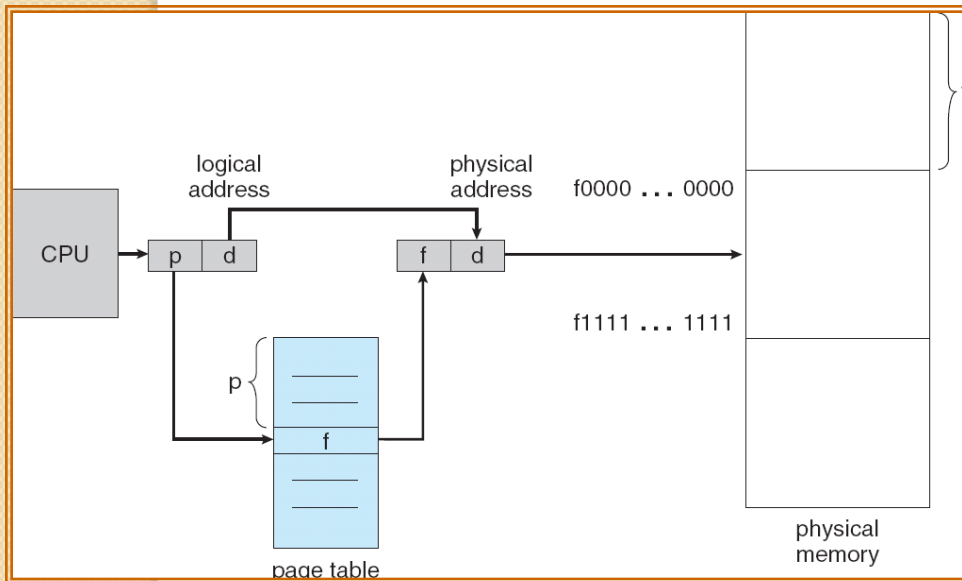 logical
address
physical
address
f0000 ... 0000
CPU
p
d
f
d
f1111 ... 1111
p
f
physical
memory
page table